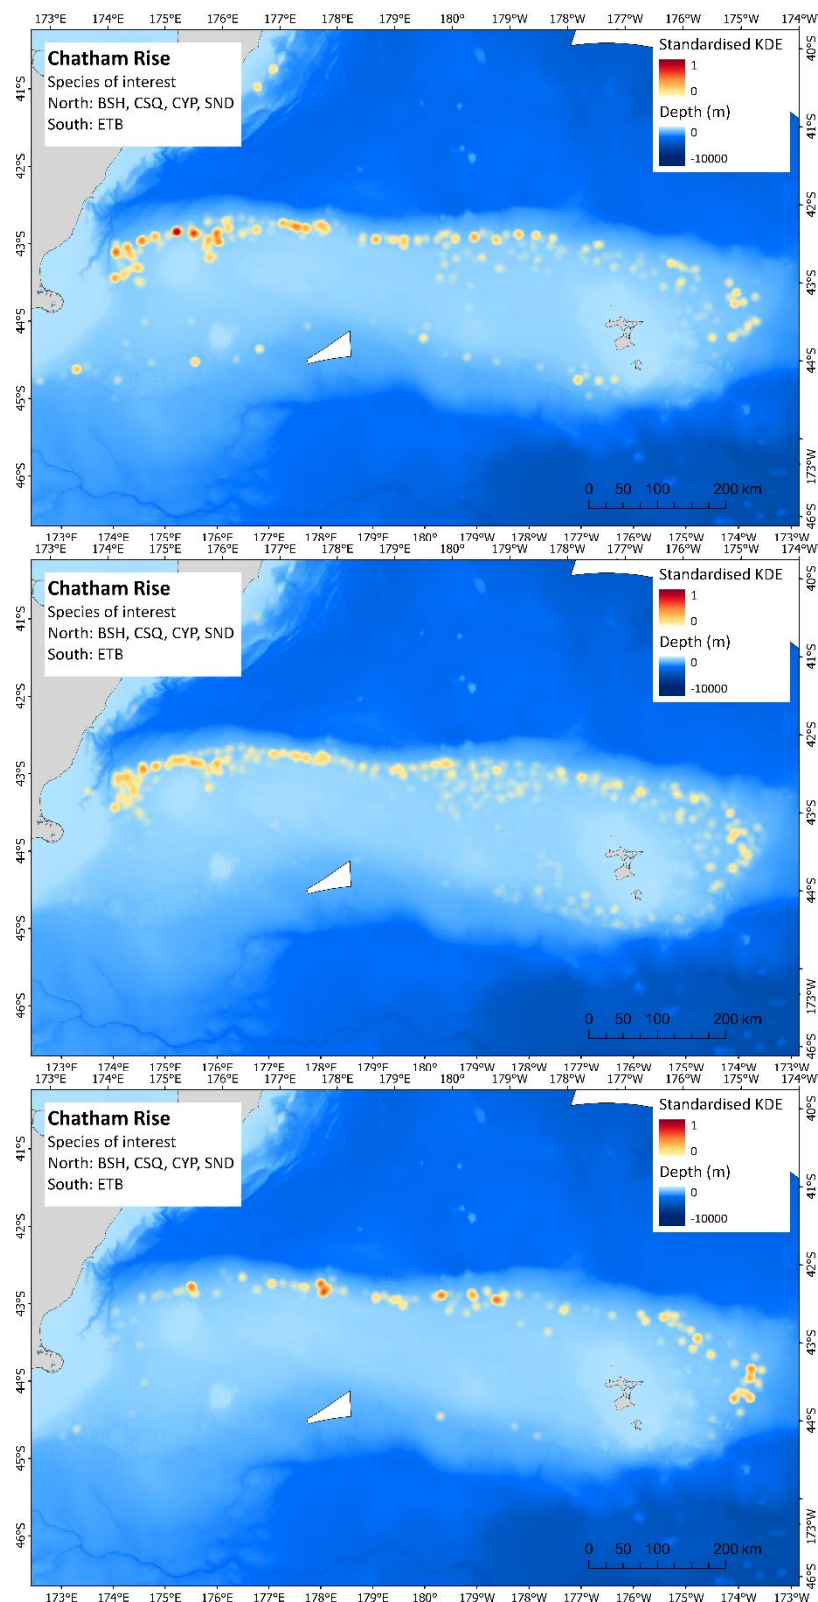 173°E 174°E 175°E 176°E 177°E 178°E 179°E 180° 179°W 178°W 177°W 176°W 175°W 174°W
Chatham Rise
Species of interest
North: BSH, CSQ, CYP, SND
South: ETB
Standardised KDE
1
0
Depth (m)
0
-10000
41°S
42°S
43°S
44°S
45°S
46°S
40°S
41°S
42°S
43°S
44°S
173°W
46°S
0 50 100 200 km
173°E 174°E 175°E 176°E 177°E 178°E 179°E 180° 179°W 178°W 177°W 176°W 175°W 174°W 173°W
173°E 174°E 175°E 176°E 177°E 178°E 179°E 180° 179°W 178°W 177°W 176°W 175°W 174°W
Chatham Rise
Species of interest
North: BSH, CSQ, CYP, SND
South: ETB
Standardised KDE
1
0
Depth (m)
0
-10000
41°S
42°S
43°S
44°S
45°S
46°S
40°S
41°S
42°S
43°S
44°S
173°W
46°S
0 50 100 200 km
173°E 174°E 175°E 176°E 177°E 178°E 179°E 180° 179°W 178°W 177°W 176°W 175°W 174°W 173°W
173°E 174°E 175°E 176°E 177°E 178°E 179°E 180° 179°W 178°W 177°W 176°W 175°W 174°W
Chatham Rise
Species of interest
North: BSH, CSQ, CYP, SND
South: ETB
Standardised KDE
1
0
Depth (m)
0
-10000
41°S
42°S
43°S
44°S
45°S
46°S
40°S
41°S
42°S
43°S
44°S
173°W
46°S
0 50 100 200 km
173°E 174°E 175°E 176°E 177°E 178°E 179°E 180° 179°W 178°W 177°W 176°W 175°W 174°W 173°W